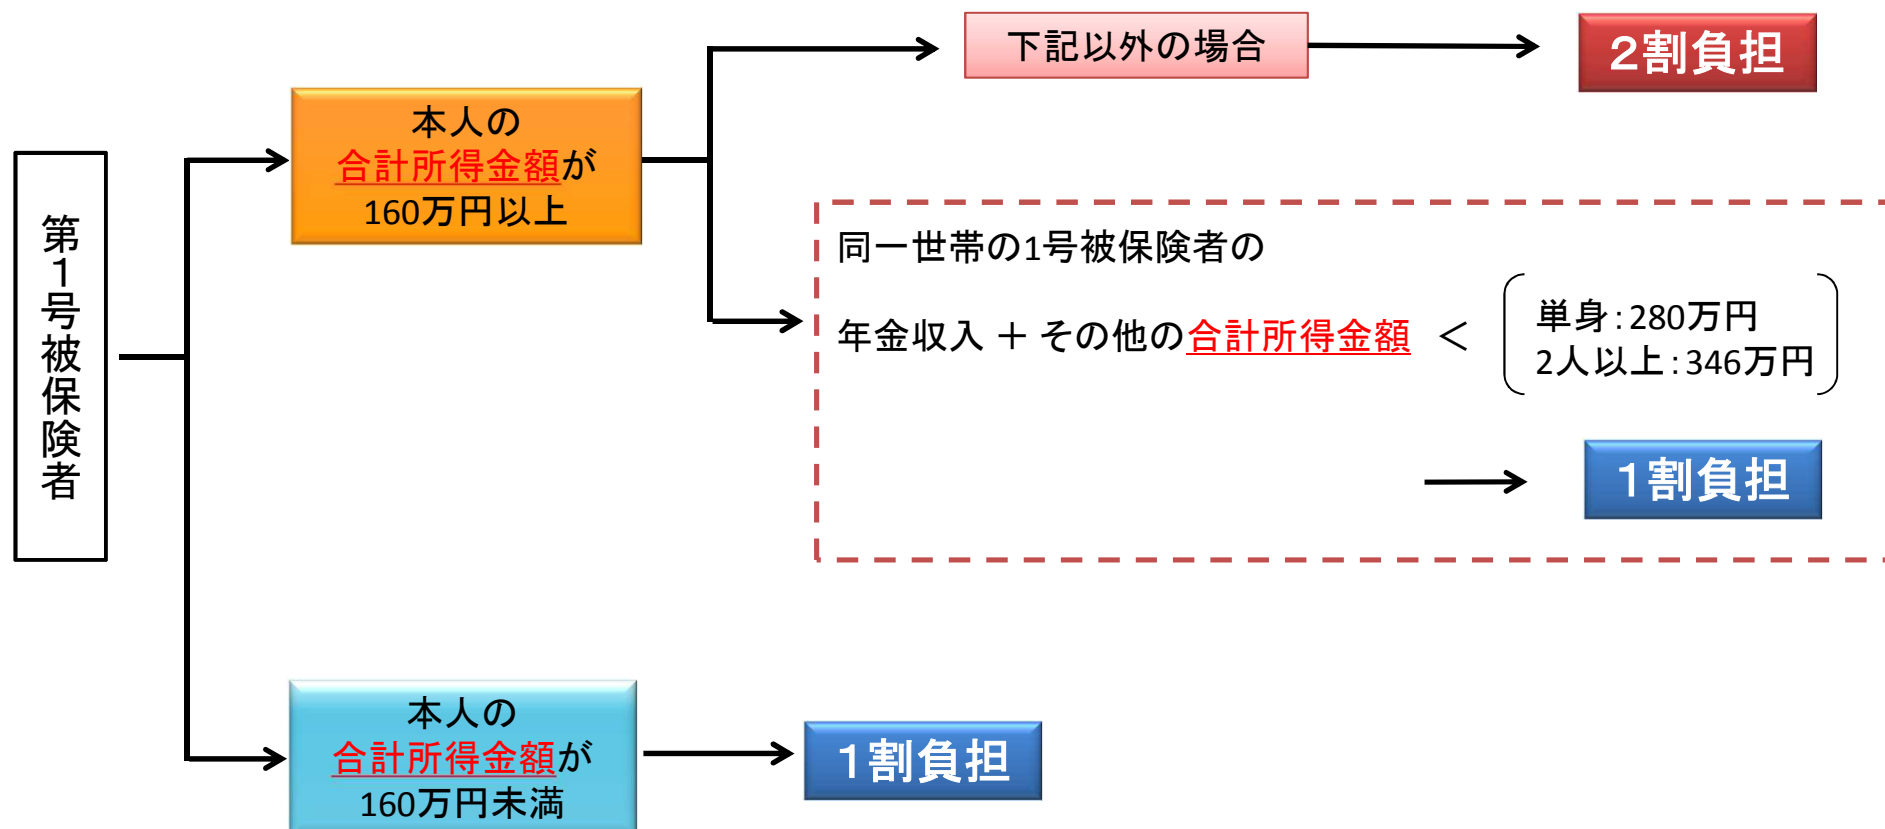 第1号被保険者
本人の
合計所得金額が
160万円以上
下記以外の場合
2割負担
同一世帯の1号被保険者の
年金収入 + その他の合計所得金額 <
単身:280万円
2人以上:346万円
1割負担
本人の
合計所得金額が
160万円未満
1割負担